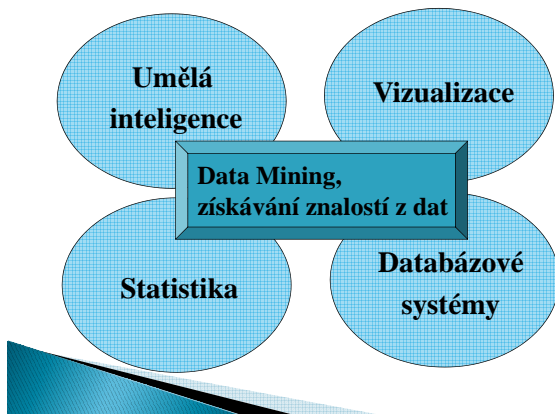 Umělá
inteligence
Vizualizace
Data Mining,
získávání znalostí z dat
Statistika
Databázové
systémy